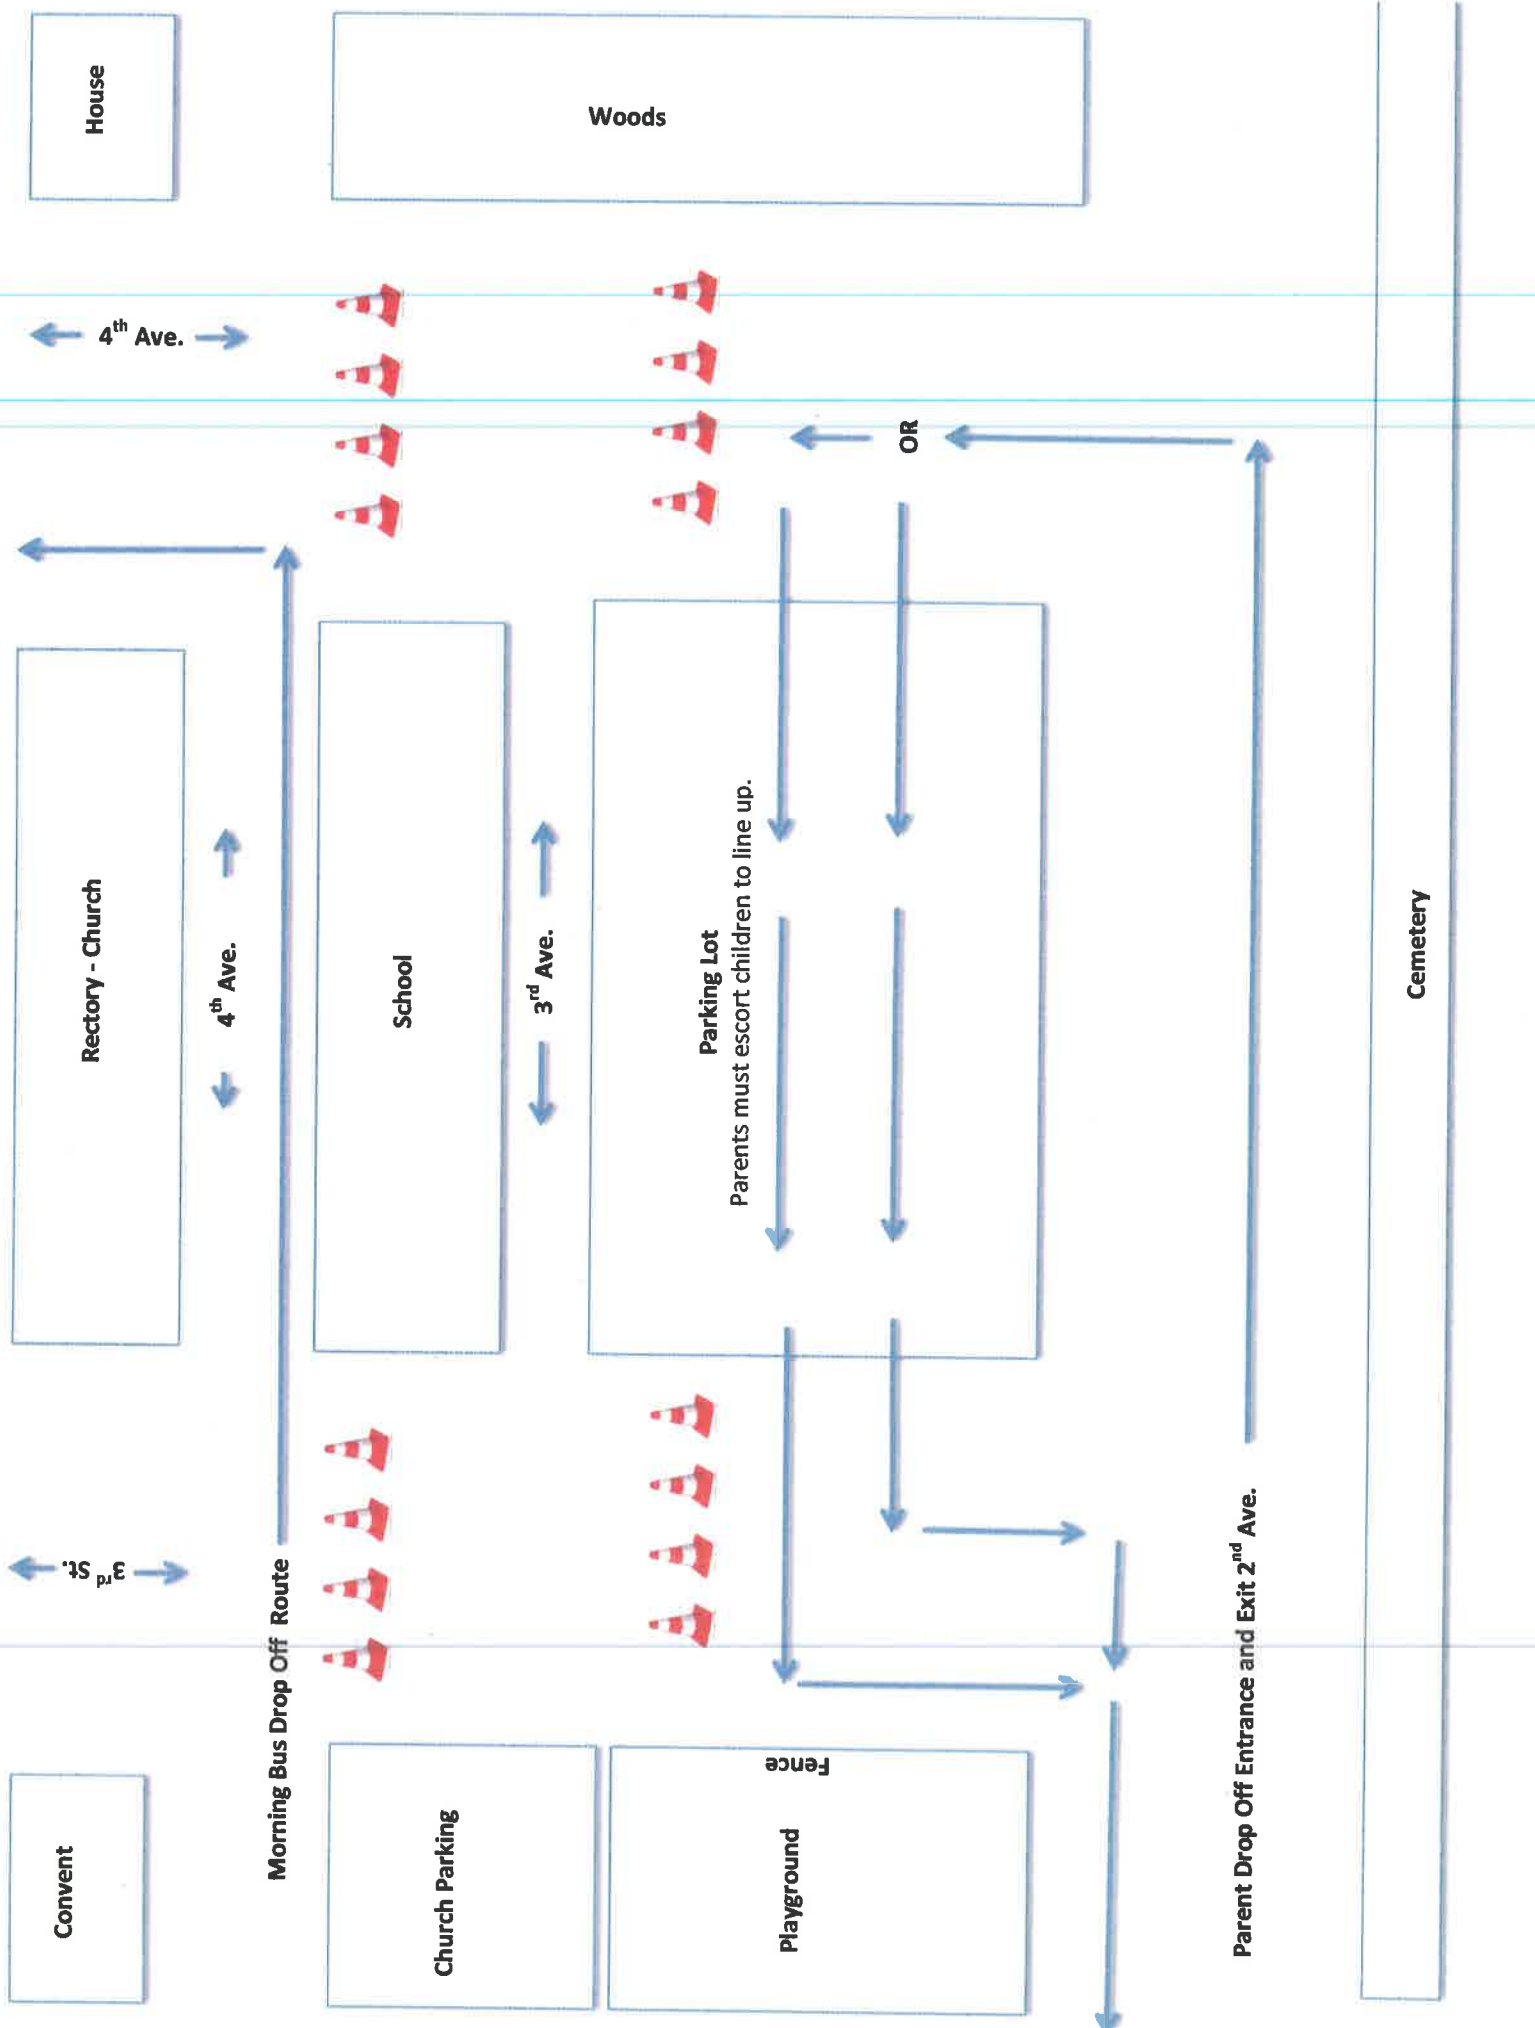 Convent
3rd St.
Rectory - Church
4th Ave.
House
4th Ave.
Morning Bus Drop Off Route
Church Parking
School
3rd Ave.
Woods
Playground
Fence
Parking Lot
Parents must escort children to line up.
OR
Parent Drop Off Entrance and Exit 2nd Ave.
Cemetery